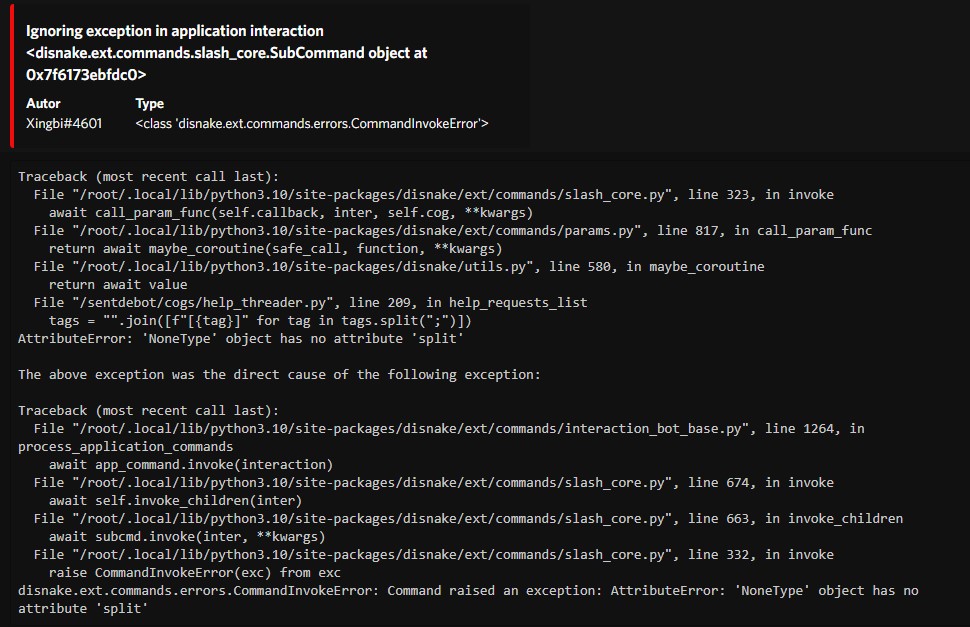 Ignoring exception in application interaction
<disnake.ext.commands.slash_core.SubCommand object at
0x7f6173ebfdc0>
Autor Type
Xingbi#4601 <class 'disnake.ext.commands.errors.CommandInvokeError'>
Traceback (most recent call last):
  File "/root/.local/lib/python3.10/site-packages/disnake/ext/commands/slash_core.py", line 323, in invoke
    await call_param_func(self.callback, inter, self.cog, **kwargs)
  File "/root/.local/lib/python3.10/site-packages/disnake/ext/commands/params.py", line 817, in call_param_func
    return await maybe_coroutine(safe_call, function, **kwargs)
  File "/root/.local/lib/python3.10/site-packages/disnake/utils.py", line 580, in maybe_coroutine
    return await value
  File "/sentdebot/cogs/help_threader.py", line 209, in help_requests_list
    tags = "".join([f"[{tag}]" for tag in tags.split(";")])
AttributeError: 'NoneType' object has no attribute 'split'

The above exception was the direct cause of the following exception:

Traceback (most recent call last):
  File "/root/.local/lib/python3.10/site-packages/disnake/ext/commands/interaction_bot_base.py", line 1264, in
process_application_commands
    await app_command.invoke(interaction)
  File "/root/.local/lib/python3.10/site-packages/disnake/ext/commands/slash_core.py", line 674, in invoke
    await self.invoke_children(inter)
  File "/root/.local/lib/python3.10/site-packages/disnake/ext/commands/slash_core.py", line 663, in invoke_children
    await subcmd.invoke(inter, **kwargs)
  File "/root/.local/lib/python3.10/site-packages/disnake/ext/commands/slash_core.py", line 332, in invoke
    raise CommandInvokeError(exc) from exc
disnake.ext.commands.errors.CommandInvokeError: Command raised an exception: AttributeError: 'NoneType' object has no
attribute 'split'